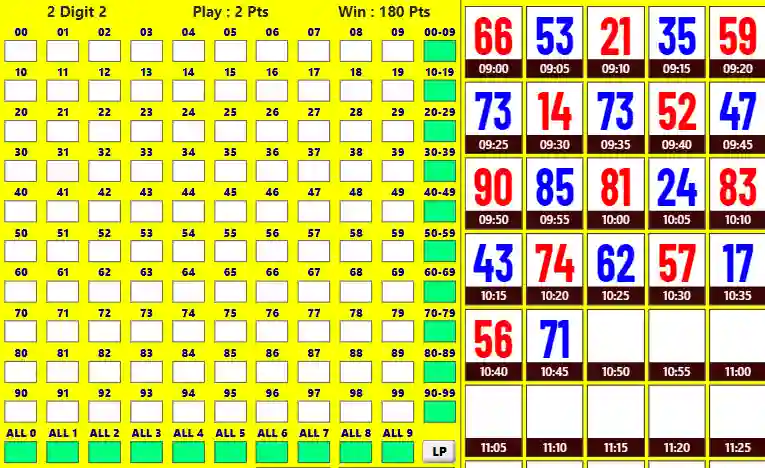 2 Digit 2 Play : 2 Pts Win : 180 Pts
00 01 02 03 04 05 06 07 08 09 00-09
10 11 12 13 14 15 16 17 18 19 10-19
20 21 22 23 24 25 26 27 28 29 20-29
30 31 32 33 34 35 36 37 38 39 30-39
40 41 42 43 44 45 46 47 48 49 40-49
50 51 52 53 54 55 56 57 58 59 50-59
60 61 62 63 64 65 66 67 68 69 60-69
70 71 72 73 74 75 76 77 78 79 70-79
80 81 82 83 84 85 86 87 88 89 80-89
90 91 92 93 94 95 96 97 98 99 90-99
ALL 0 ALL 1 ALL 2 ALL 3 ALL 4 ALL 5 ALL 6 ALL 7 ALL 8 ALL 9
LP
66 53 21 35 59
09:00 09:05 09:10 09:15 09:20
73 14 73 52 47
09:25 09:30 09:35 09:40 09:45
90 85 81 24 83
09:50 09:55 10:00 10:05 10:10
43 74 62 57 17
10:15 10:20 10:25 10:30 10:35
56 71
10:40 10:45 10:50 10:55 11:00
11:05 11:10 11:15 11:20 11:25